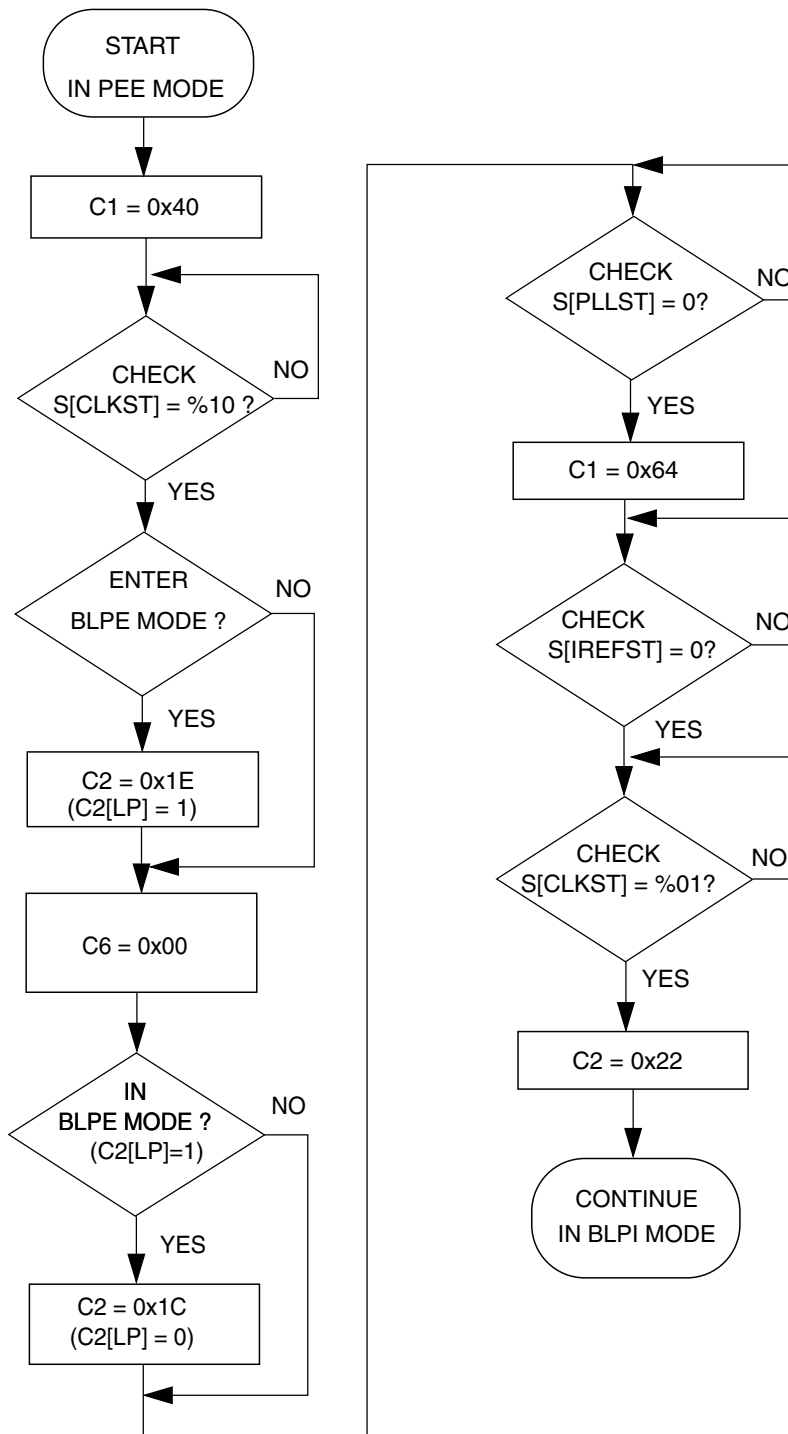 START
IN PEE MODE
C1 = 0x40
CHECK
S[CLKST] = %10 ?
NO
YES
ENTER
BLPE MODE ?
NO
YES
C2 = 0x1E
(C2[LP] = 1)
C6 = 0x00
IN
BLPE MODE ?
(C2[LP]=1)
NO
YES
C2 = 0x1C
(C2[LP] = 0)
CHECK
S[PLLST] = 0?
NO
YES
C1 = 0x64
CHECK
S[IREFST] = 0?
NO
YES
CHECK
S[CLKST] = %01?
NO
YES
C2 = 0x22
CONTINUE
IN BLPI MODE